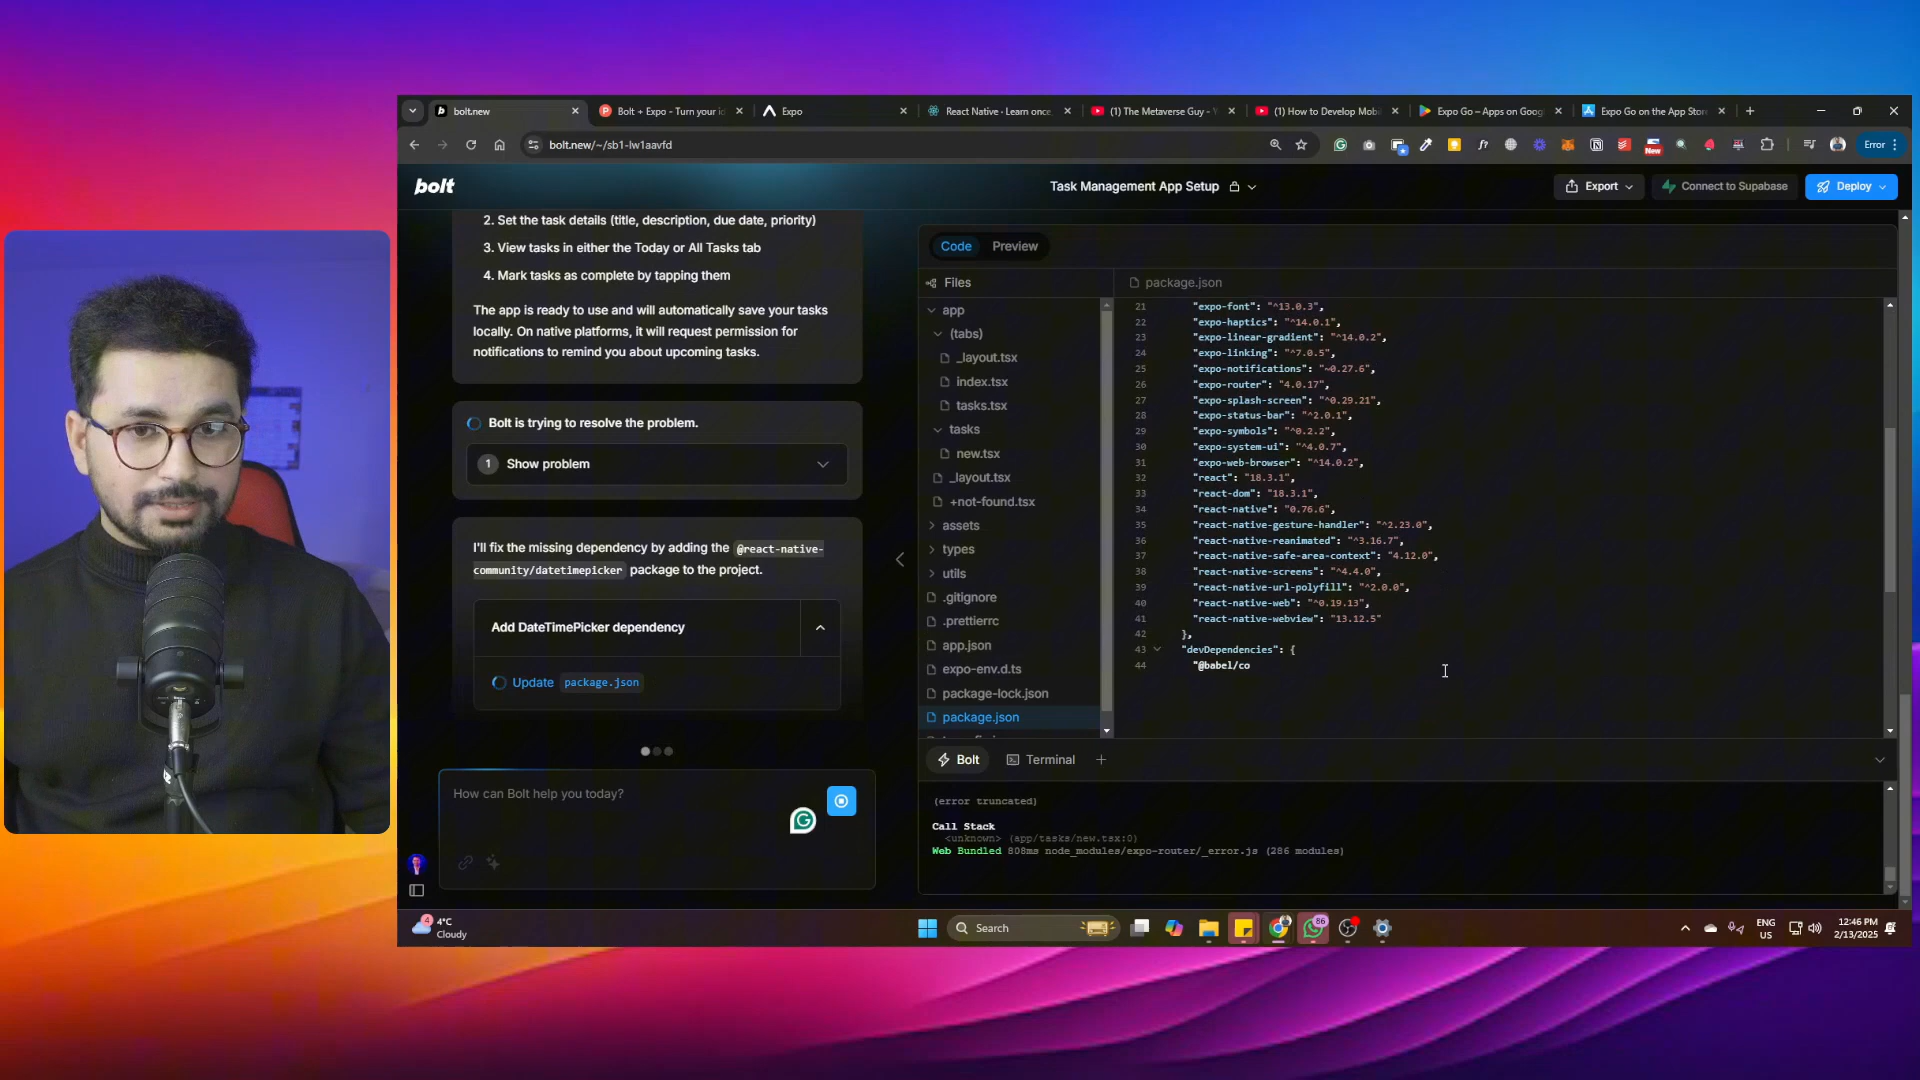 bolt.new
Bolt + Expo - Turn your i
Expo
React Native · Learn once
(1) The Metaverse Guy -
(1) How to Develop Mobi
Expo Go – Apps on Goog
Expo Go on the App Store
bolt.new/~/sb1-lw1aavfd
New
Error
bolt
Task Management App Setup
Export
Connect to Supabase
Deploy
2. Set the task details (title, description, due date, priority)
3. View tasks in either the Today or All Tasks tab
4. Mark tasks as complete by tapping them
The app is ready to use and will automatically save your tasks
locally. On native platforms, it will request permission for
notifications to remind you about upcoming tasks.
Bolt is trying to resolve the problem.
1 Show problem
I'll fix the missing dependency by adding the @react-native-
community/datetimepicker package to the project.
Add DateTimePicker dependency
Update package.json
How can Bolt help you today?
Code Preview
Files
app
(tabs)
_layout.tsx
index.tsx
tasks.tsx
tasks
new.tsx
_layout.tsx
+not-found.tsx
assets
types
utils
.gitignore
.prettierrc
app.json
expo-env.d.ts
package-lock.json
package.json
package.json
21 "expo-font": "^13.0.3",
22 "expo-haptics": "^14.0.1",
23 "expo-linear-gradient": "^14.0.2",
24 "expo-linking": "^7.0.5",
25 "expo-notifications": "~0.27.6",
26 "expo-router": "4.0.17",
27 "expo-splash-screen": "^0.29.21",
28 "expo-status-bar": "^2.0.1",
29 "expo-symbols": "^0.2.2",
30 "expo-system-ui": "^4.0.7",
31 "expo-web-browser": "^14.0.2",
32 "react": "18.3.1",
33 "react-dom": "18.3.1",
34 "react-native": "0.76.6",
35 "react-native-gesture-handler": "^2.23.0",
36 "react-native-reanimated": "^3.16.7",
37 "react-native-safe-area-context": "4.12.0",
38 "react-native-screens": "^4.4.0",
39 "react-native-url-polyfill": "^2.0.0",
40 "react-native-web": "^0.19.13",
41 "react-native-webview": "13.12.5"
42 },
43 "devDependencies": {
44 "@babel/co
Bolt Terminal
(error truncated)
Call Stack
<unknown> (app/tasks/new.tsx:0)
Web Bundled 808ms node_modules/expo-router/_error.js (286 modules)
4
4°C
Cloudy
Search
86
ENG
US
12:46 PM
2/13/2025